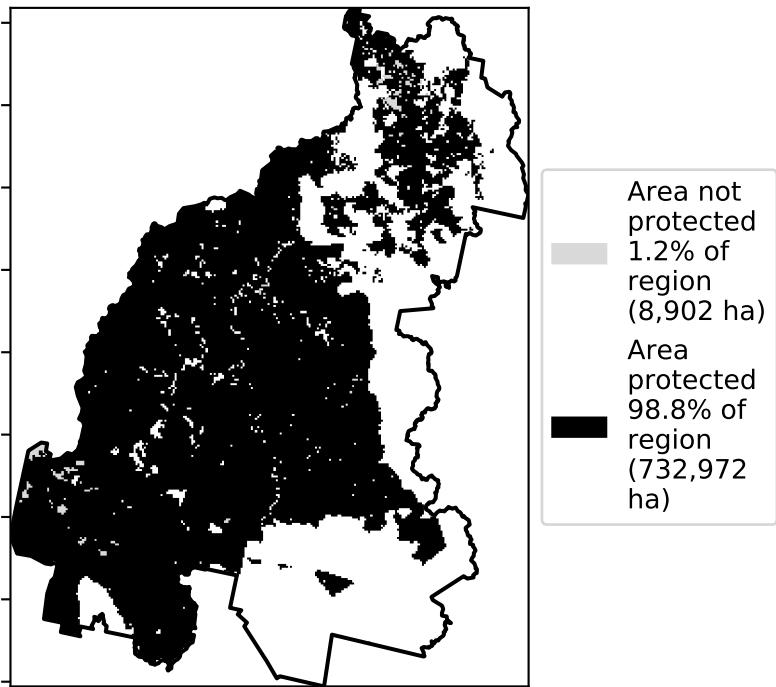 Area not
protected
1.2% of
region
(8,902 ha)
Area
protected
98.8% of
region
(732,972
ha)